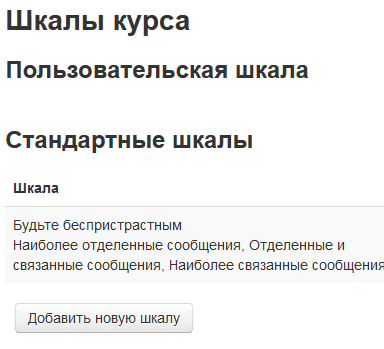 Шкалы курса
Пользовательская шкала
Стандартные шкалы
Шкала
Будьте беспристрастным
Наиболее отделенные сообщения, Отделенные и
связанные сообщения, Наиболее связанные сообщения
Добавить новую шкалу